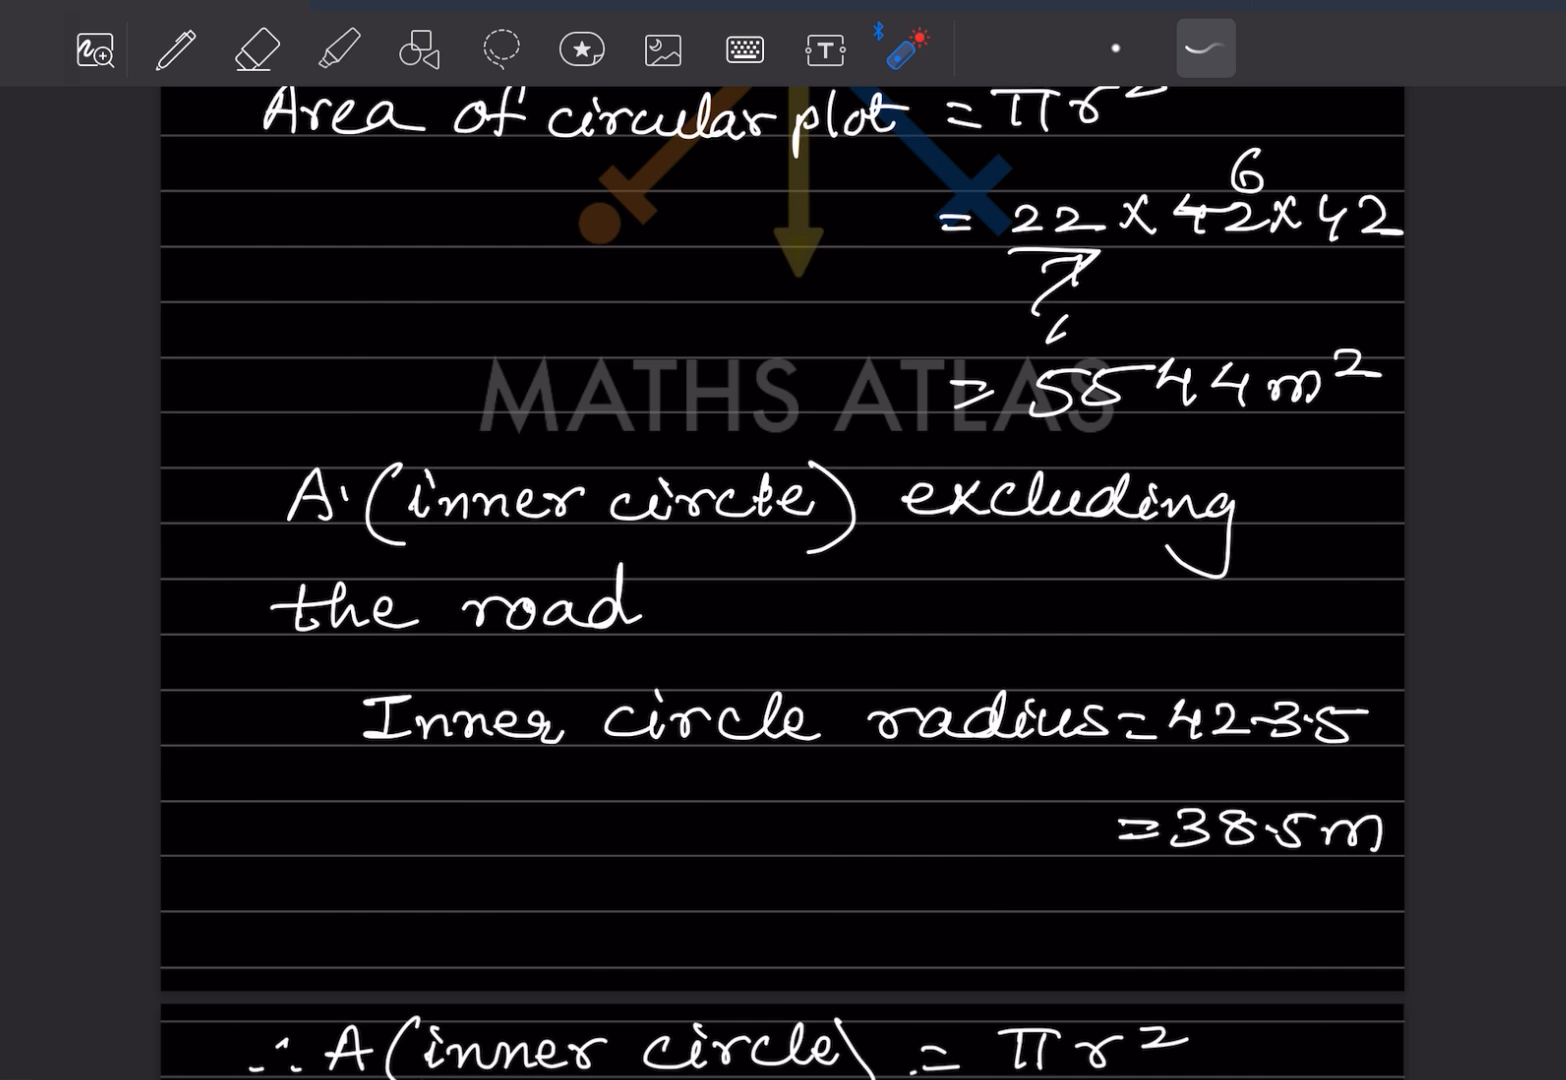 Area of circular plot = πr²
6
= 22 x 42 x 42
7
1
= 5544 m²
MATHS ATLAS
A (inner circle) excluding
the road
Inner circle radius = 42-3.5
= 38.5 m
∴ A (inner circle) = πr²